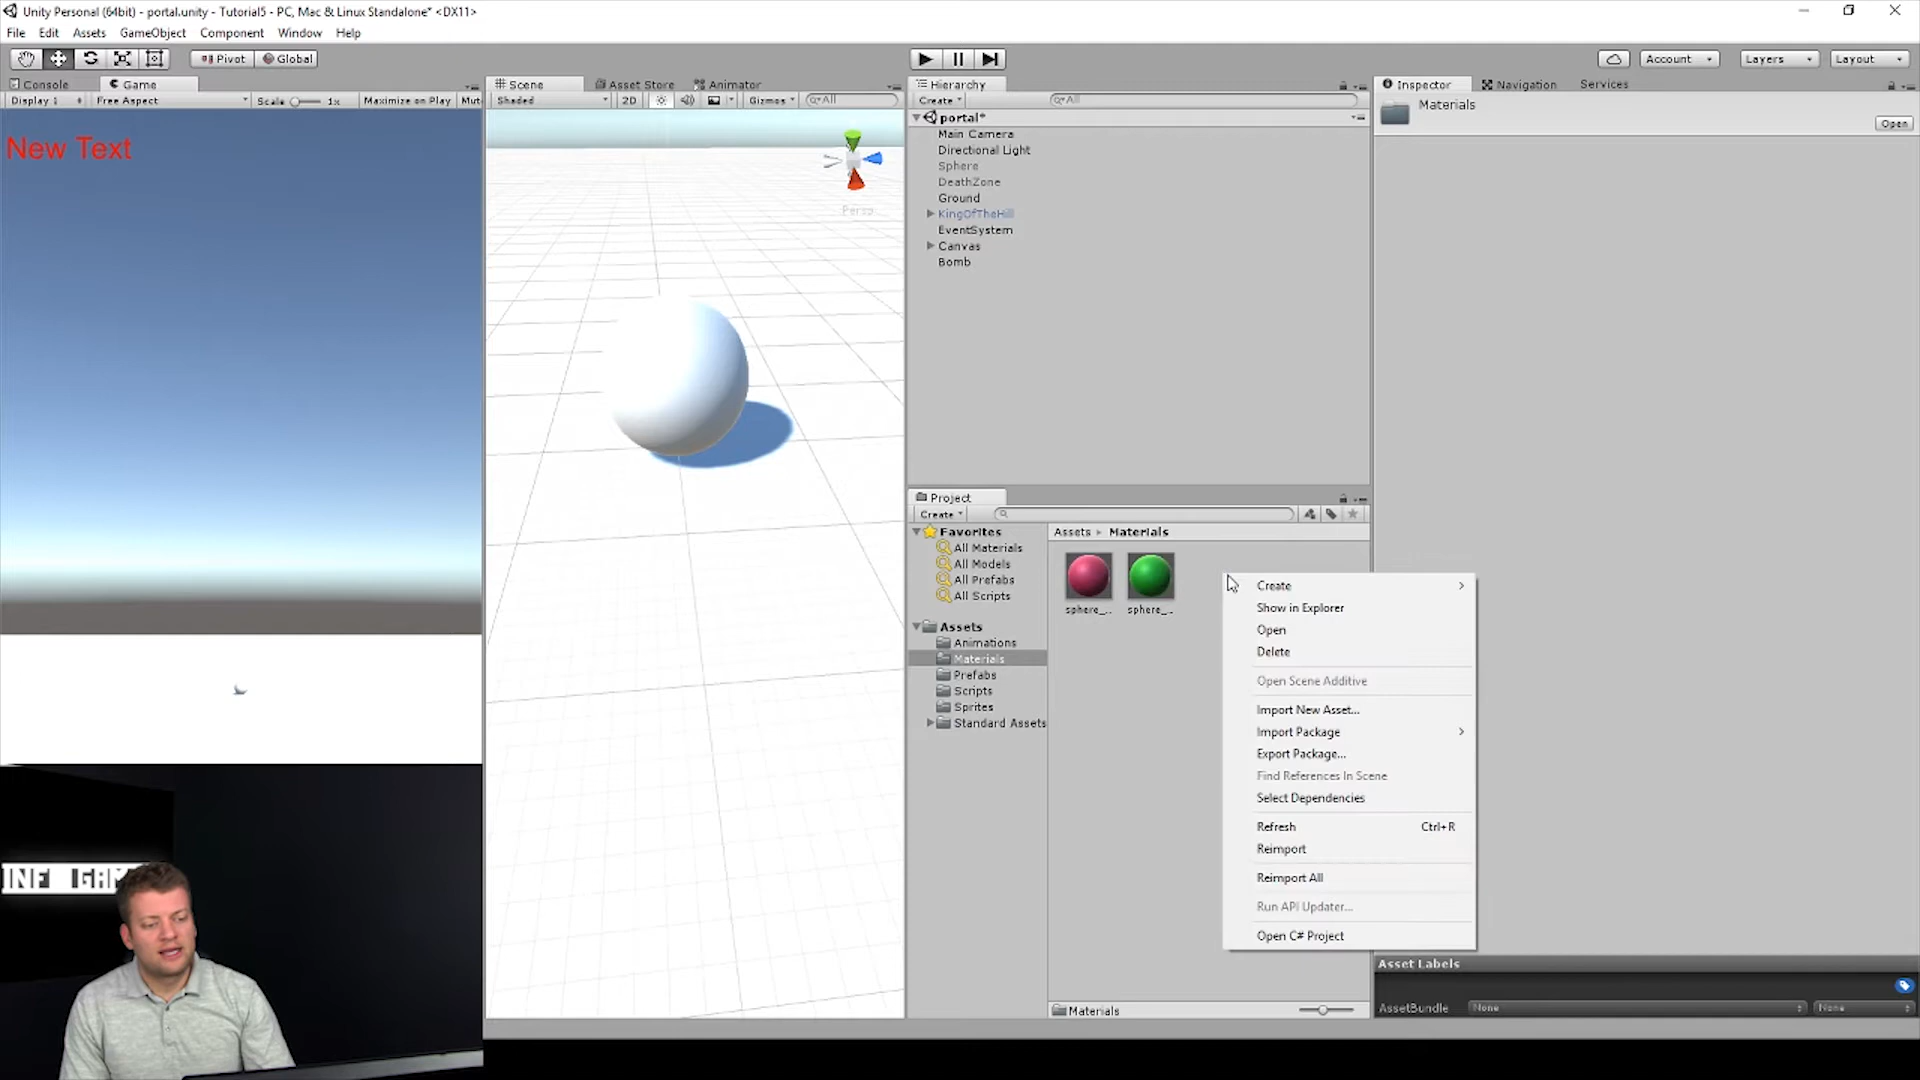 Unity Personal (64bit) - portal.unity - Tutorial5 - PC, Mac & Linux Standalone* <DX11>
File Edit Assets GameObject Component Window Help
Pivot Global
Account Layers Layout
Console Game
Display 1 Free Aspect Scale 1x Maximize on Play Mut
New Text
Scene Asset Store Animator
Shaded 2D Gizmos All
Persp
Hierarchy
Create All
portal*
Main Camera
Directional Light
Sphere
DeathZone
Ground
KingOfTheHill
EventSystem
Canvas
Bomb
Inspector Navigation Services
Materials
Open
Project
Create
Favorites
All Materials
All Models
All Prefabs
All Scripts
Assets
Animations
Materials
Prefabs
Scripts
Sprites
Standard Assets
Assets Materials
sphere_... sphere_...
Create
Show in Explorer
Open
Delete
Open Scene Additive
Import New Asset...
Import Package
Export Package...
Find References In Scene
Select Dependencies
Refresh Ctrl+R
Reimport
Reimport All
Run API Updater...
Open C# Project
Materials
Asset Labels
AssetBundle None None
INF GAM